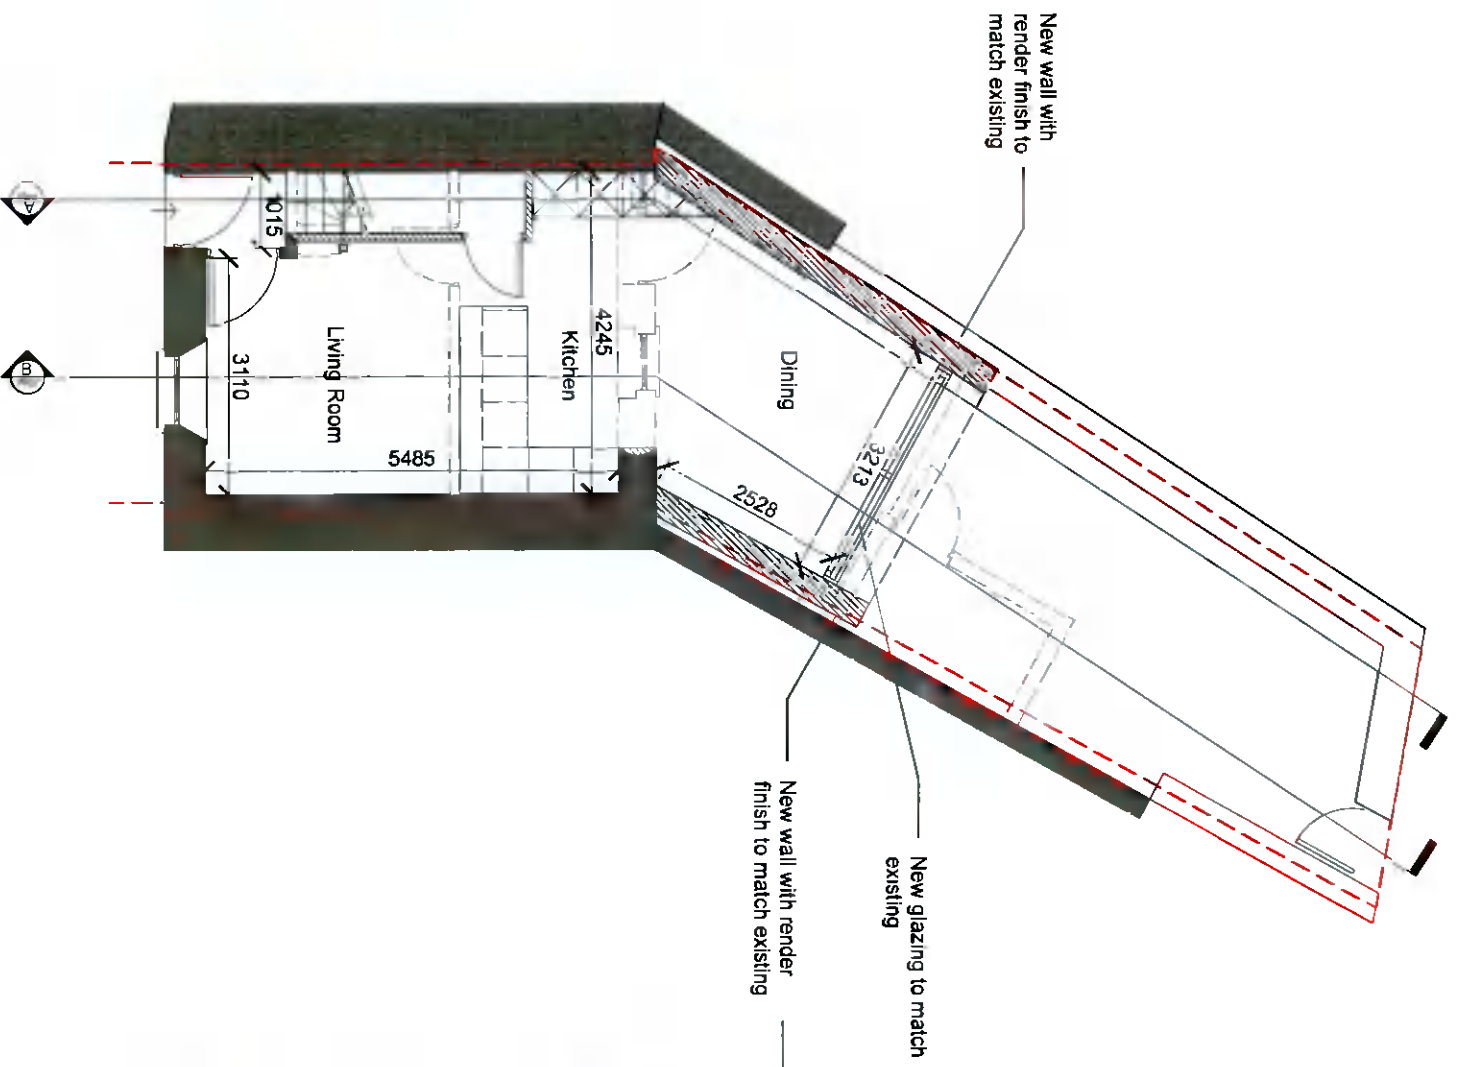 New wall with
render finish to
match existing
A
1015
4245
Kitchen
Dining
B
3110
Living Room
5485
3213
2528
New glazing to match
existing
New wall with render
finish to match existing